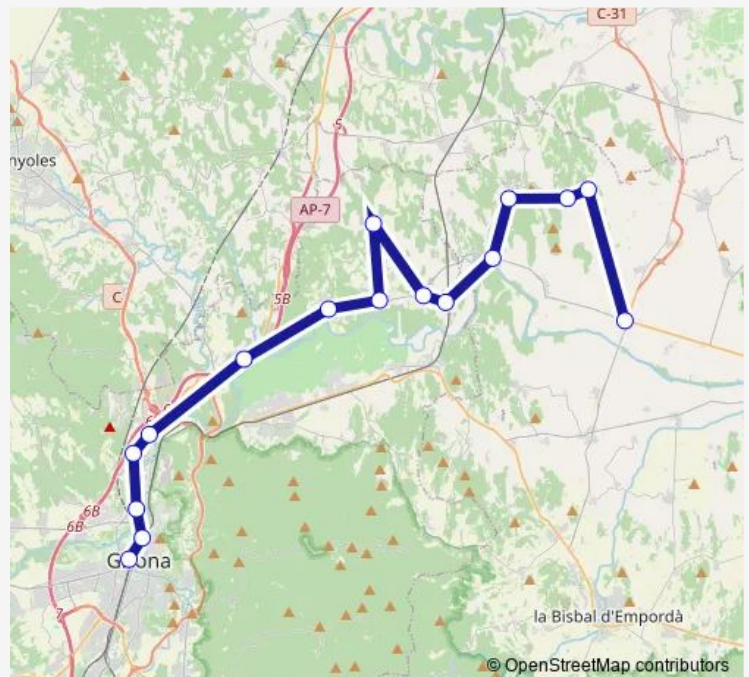 C-31
nyoles
5
AP-7
C
5B
6B
6B
Girona
7
la Bisbal d'Empordà
© OpenStreetMap contributors